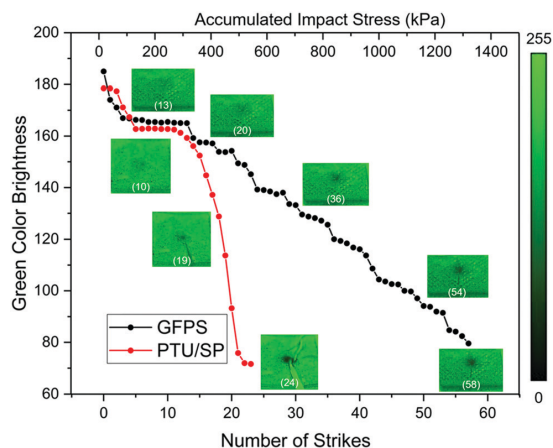 Accumulated Impact Stress (kPa)
0 200 400 600 800 1000 1200 1400
255
200
180
160
140
120
100
80
60
Green Color Brightness
(13)
(20)
(10)
(36)
(19)
(54)
GFPS
PTU/SP
(24)
(58)
0
0 10 20 30 40 50 60
Number of Strikes